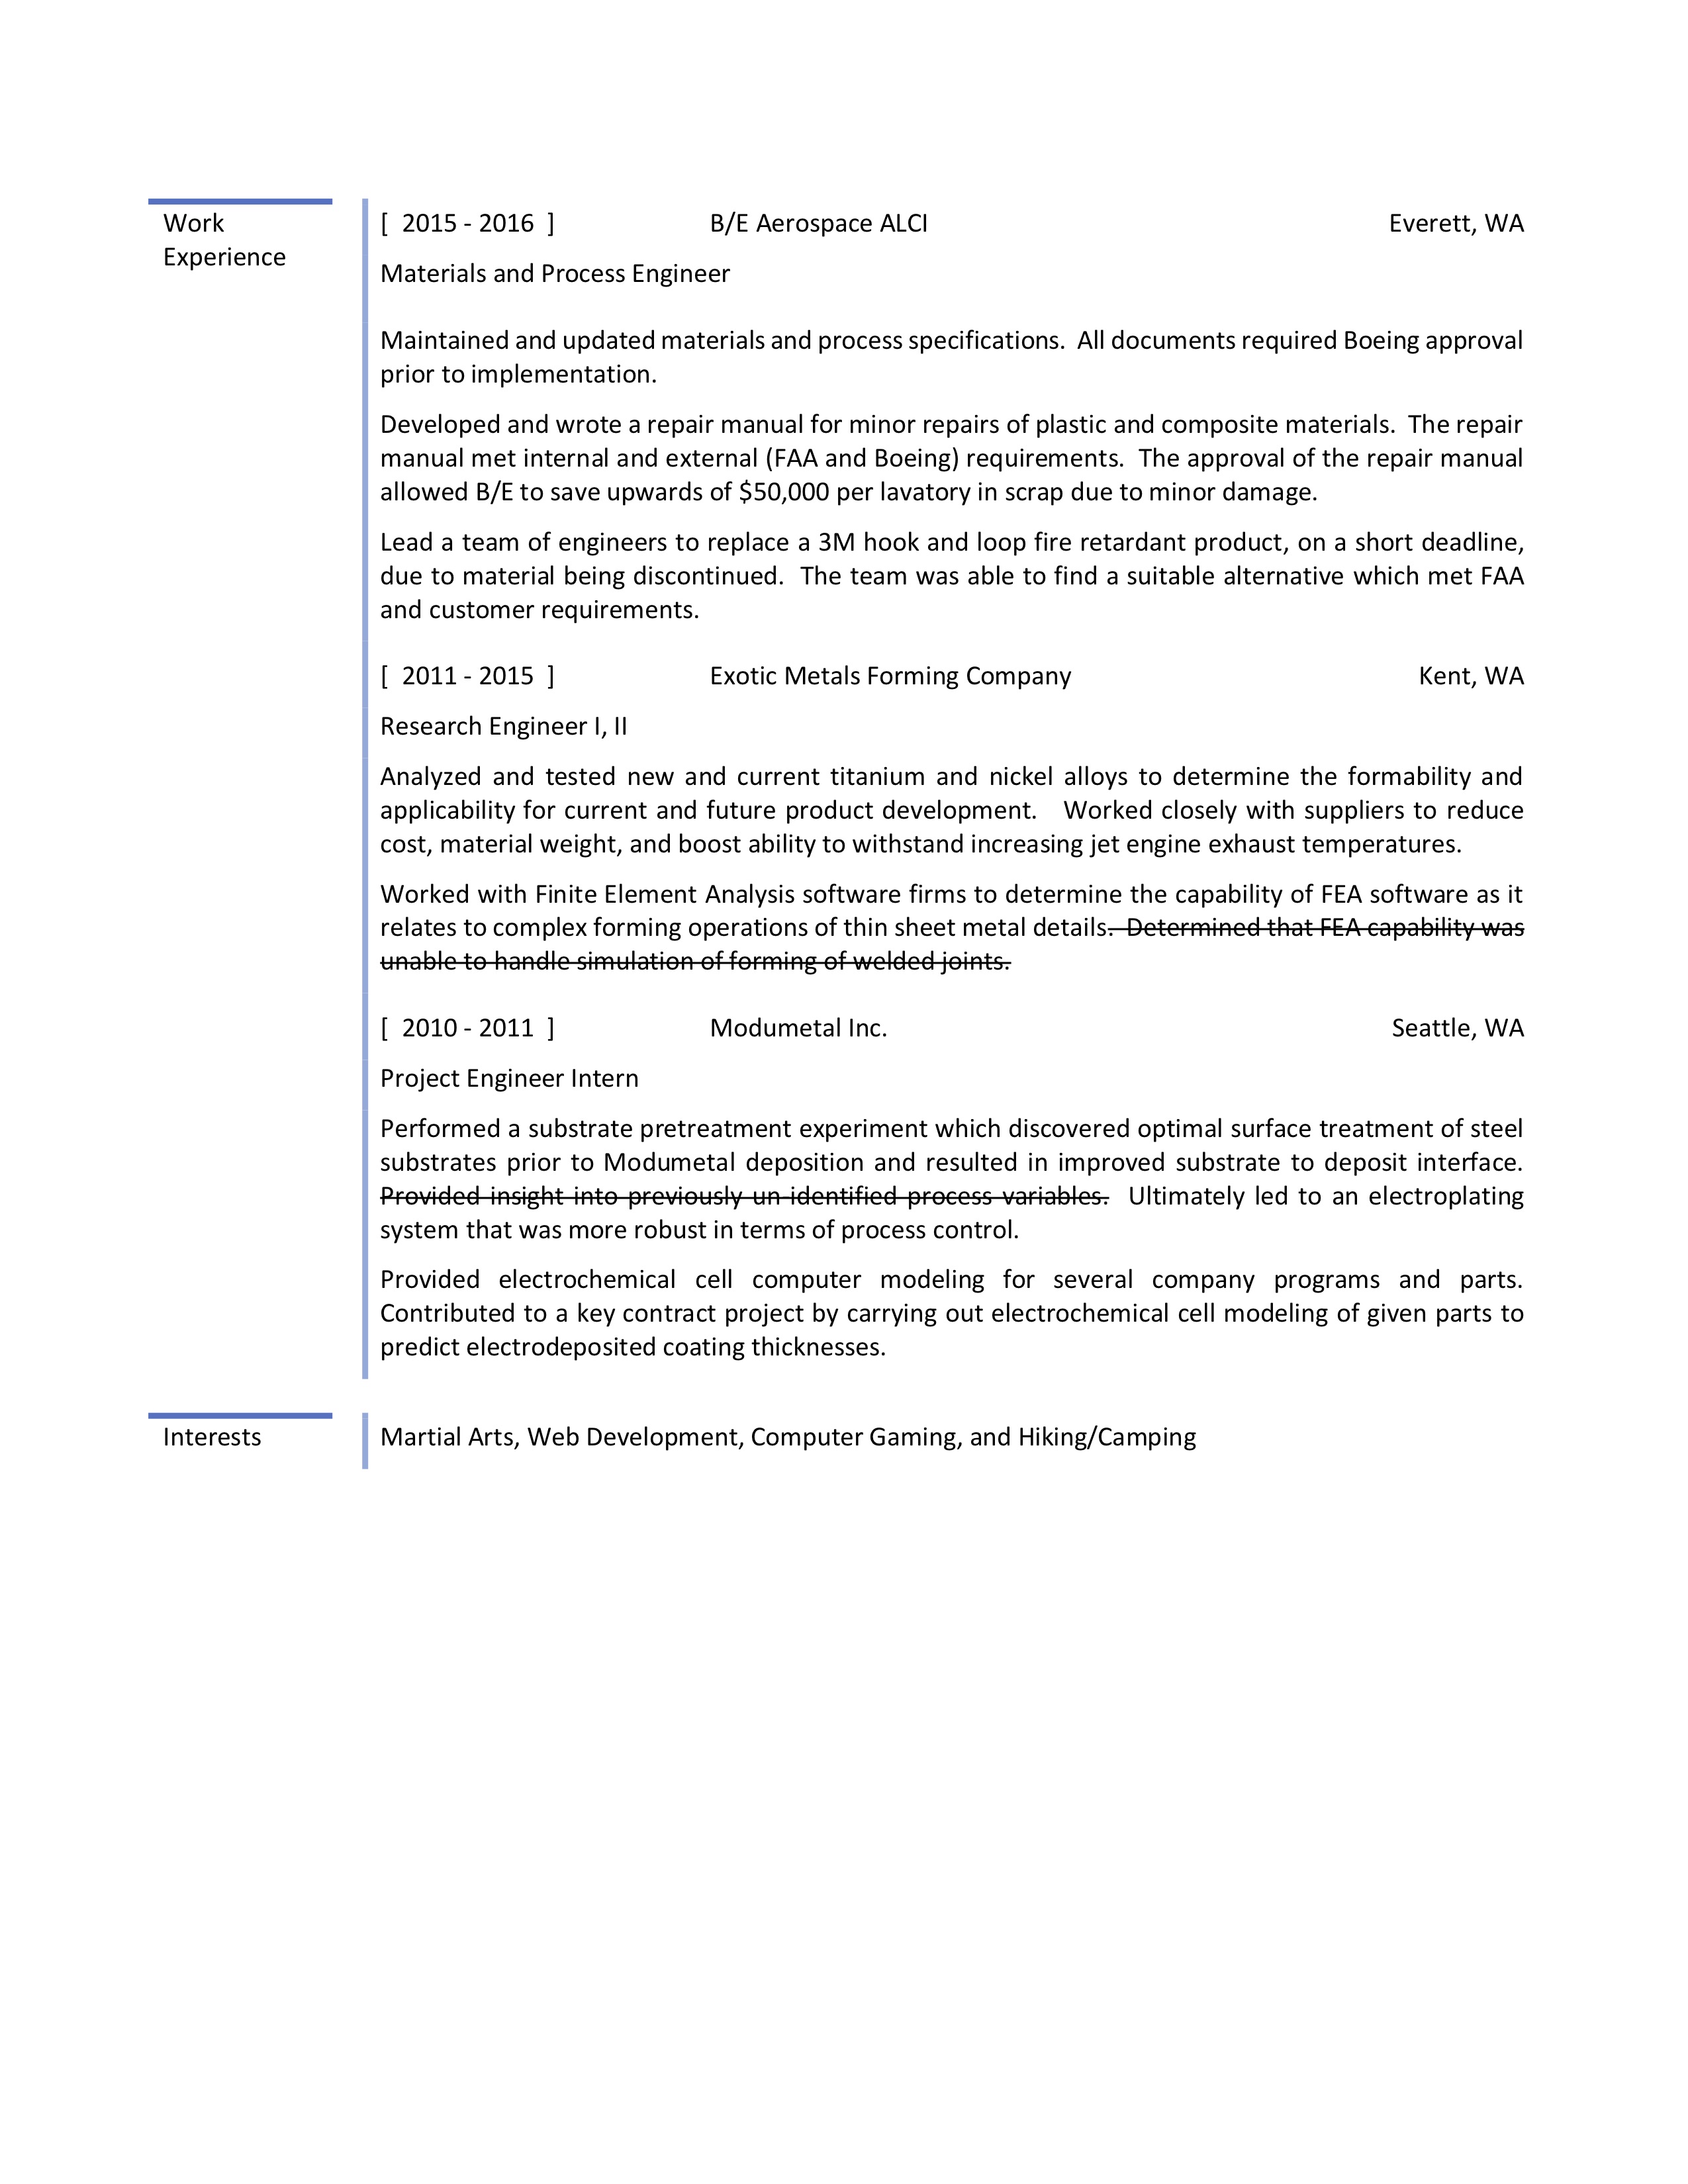 Work
Experience
[ 2015 - 2016 ] B/E Aerospace ALCI Everett, WA
Materials and Process Engineer
Maintained and updated materials and process specifications. All documents required Boeing approval
prior to implementation.
Developed and wrote a repair manual for minor repairs of plastic and composite materials. The repair
manual met internal and external (FAA and Boeing) requirements. The approval of the repair manual
allowed B/E to save upwards of $50,000 per lavatory in scrap due to minor damage.
Lead a team of engineers to replace a 3M hook and loop fire retardant product, on a short deadline,
due to material being discontinued. The team was able to find a suitable alternative which met FAA
and customer requirements.
[ 2011 - 2015 ] Exotic Metals Forming Company Kent, WA
Research Engineer I, II
Analyzed and tested new and current titanium and nickel alloys to determine the formability and
applicability for current and future product development. Worked closely with suppliers to reduce
cost, material weight, and boost ability to withstand increasing jet engine exhaust temperatures.
Worked with Finite Element Analysis software firms to determine the capability of FEA software as it
relates to complex forming operations of thin sheet metal details. Determined that FEA capability was
unable to handle simulation of forming of welded joints.
[ 2010 - 2011 ] Modumetal Inc. Seattle, WA
Project Engineer Intern
Performed a substrate pretreatment experiment which discovered optimal surface treatment of steel
substrates prior to Modumetal deposition and resulted in improved substrate to deposit interface.
Provided insight into previously un-identified process variables. Ultimately led to an electroplating
system that was more robust in terms of process control.
Provided electrochemical cell computer modeling for several company programs and parts.
Contributed to a key contract project by carrying out electrochemical cell modeling of given parts to
predict electrodeposited coating thicknesses.
Interests
Martial Arts, Web Development, Computer Gaming, and Hiking/Camping